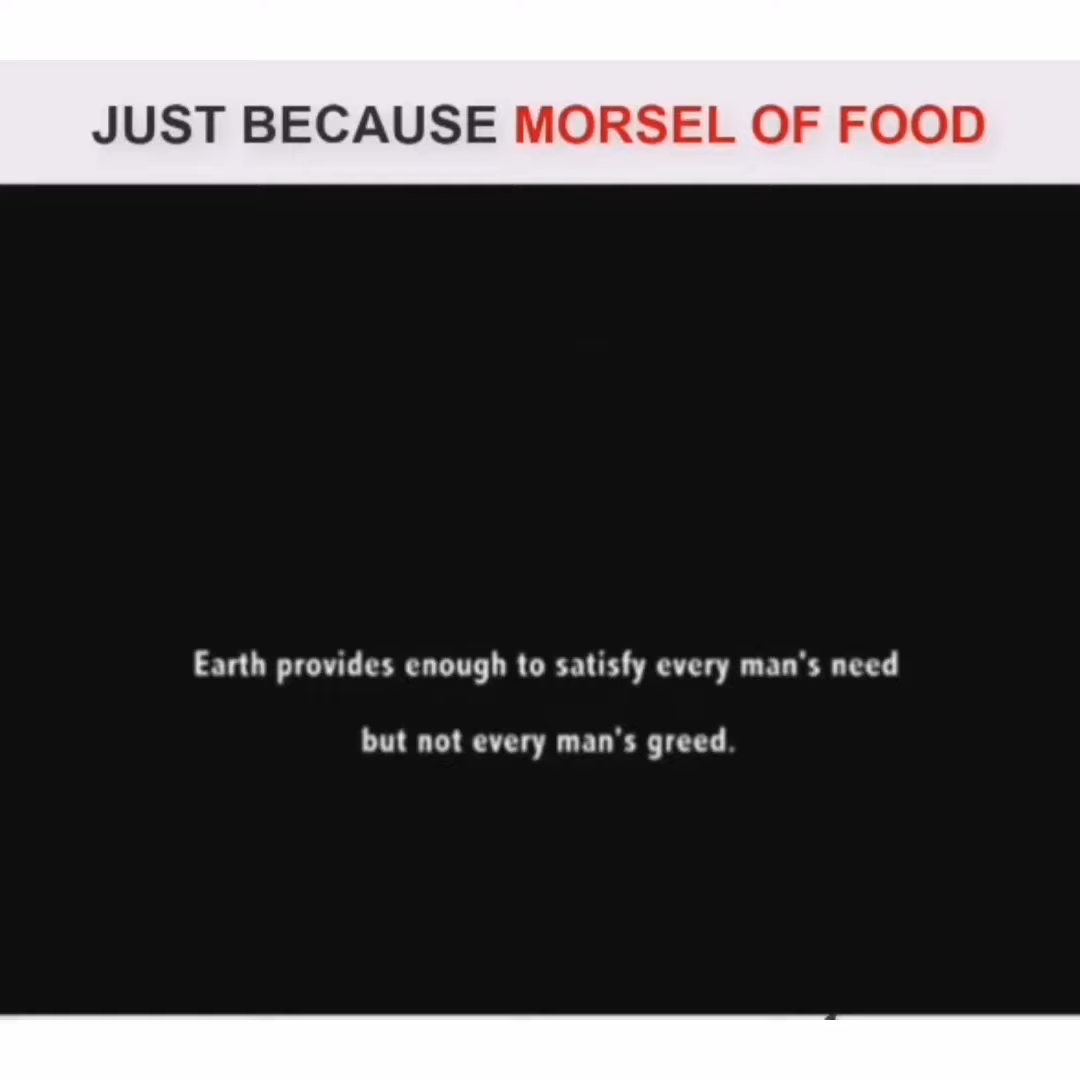 JUST BECAUSE MORSEL OF FOOD
Earth provides enough to satisfy every man's need
but not every man's greed.